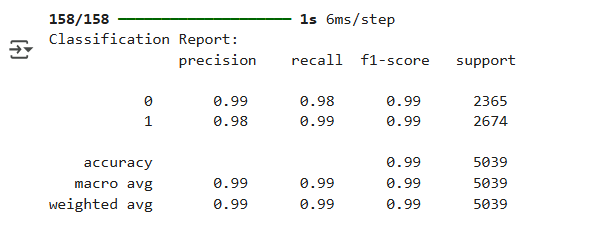 158/158 ━━━━━━━━━━━━━━━━━━━━ 1s 6ms/step
Classification Report:
precision recall f1-score support
0 0.99 0.98 0.99 2365
1 0.98 0.99 0.99 2674
accuracy 0.99 5039
macro avg 0.99 0.99 0.99 5039
weighted avg 0.99 0.99 0.99 5039